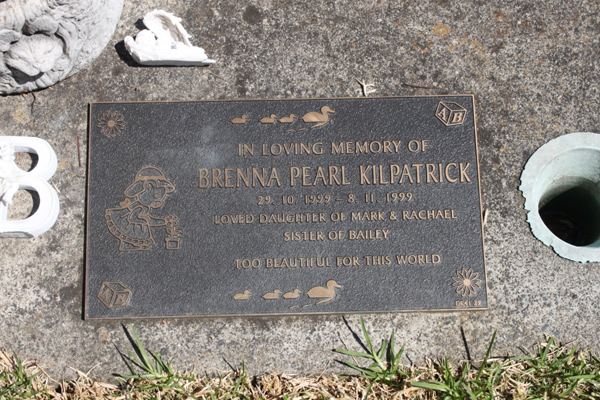 A B
IN LOVING MEMORY OF
BRENNA PEARL KILPATRICK
29. 10. 1999 - 8. 11. 1999
LOVED DAUGHTER OF MARK & RACHAEL
SISTER OF BAILEY
TOO BEAUTIFUL FOR THIS WORLD
B